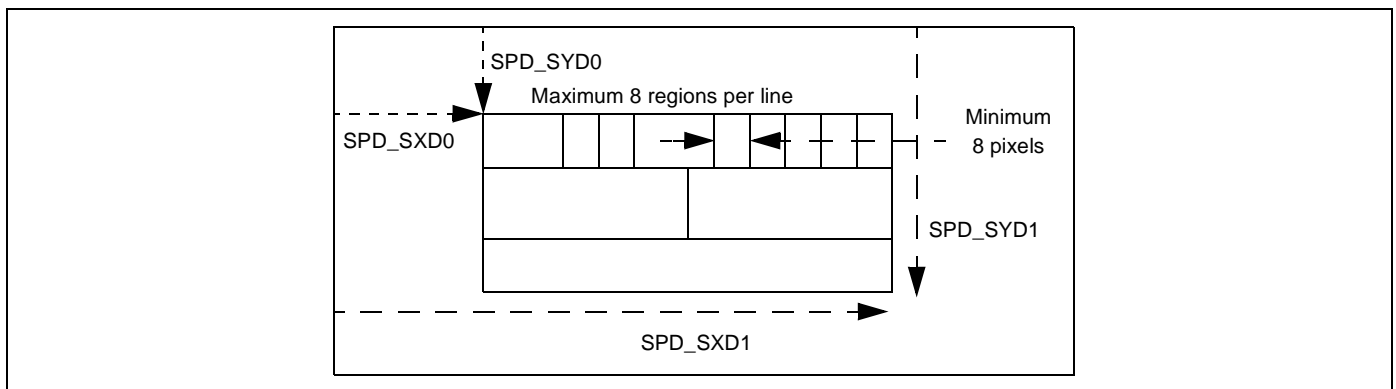 SPD_SYD0
Maximum 8 regions per line
SPD_SXD0
Minimum
8 pixels
SPD_SYD1
SPD_SXD1